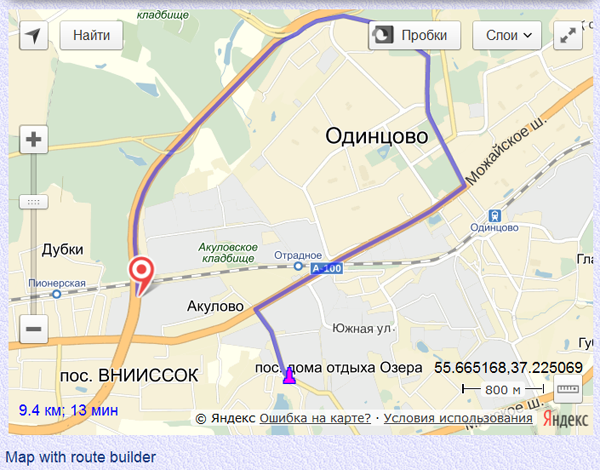 кладбище
Найти
Пробки
Слои
кладбище
Одинцово
Можайское ш.
Акуловское
кладбище
Одинцово
Дубки
Отрадное
А-100
Пионерская
Гла
Акулово
Южная ул.
Губ
пос. дома отдыха Озера
55.665168,37.225069
пос. ВНИИССОК
800 м
9.4 км; 13 мин
© Яндекс Ошибка на карте? · Условия использования
Яндекс
Map with route builder